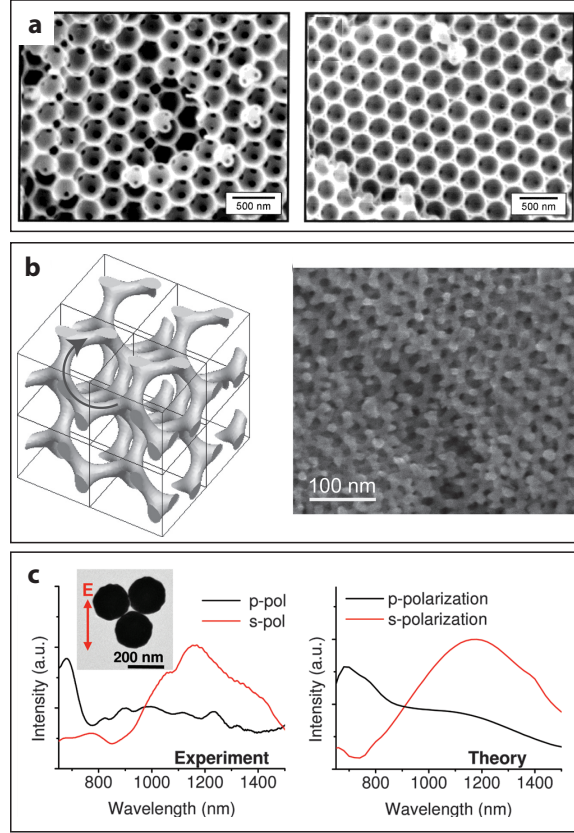 a
500 nm
500 nm
b
100 nm
c
E
200 nm
p-pol
s-pol
Intensity (a.u.)
Experiment
800 1000 1200 1400
Wavelength (nm)
p-polarization
s-polarization
Intensity (a.u.)
Theory
800 1000 1200 1400
Wavelength (nm)